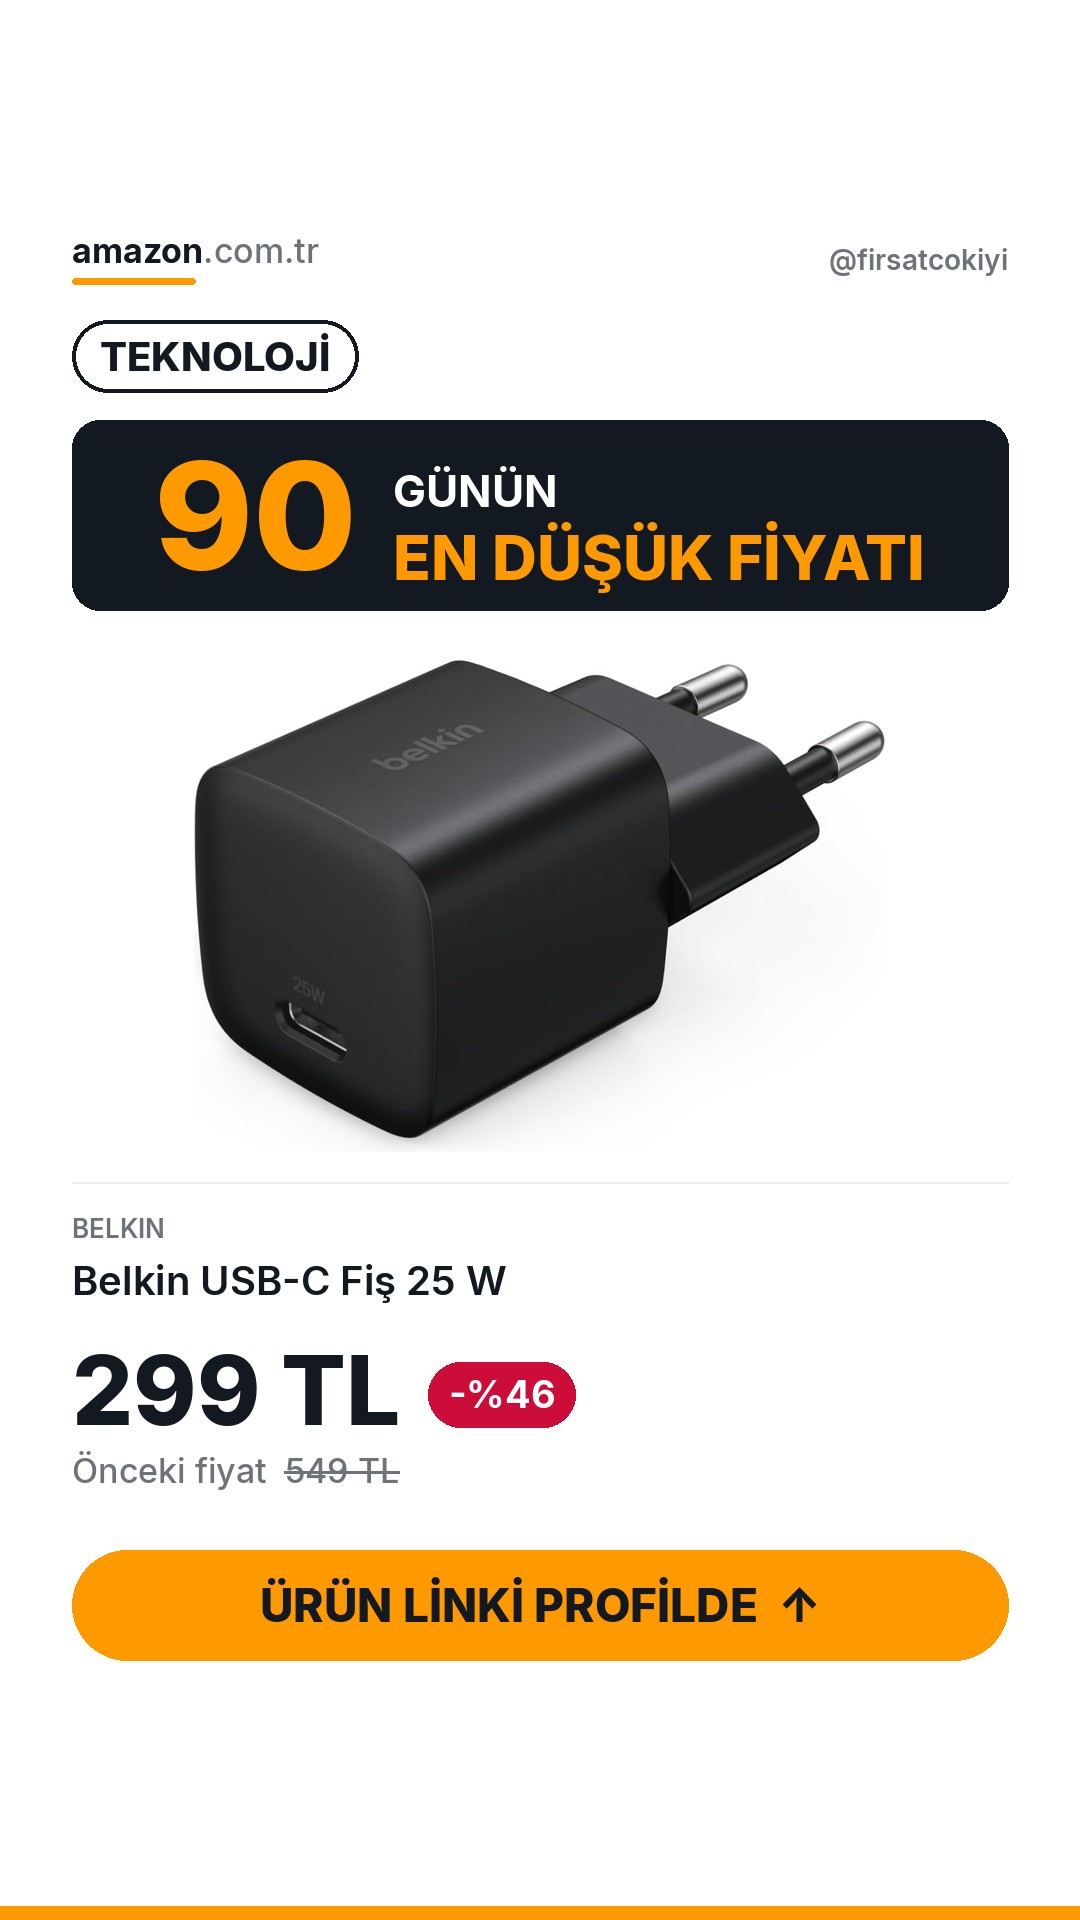 amazon.com.tr
@firsatcokiyi
TEKNOLOJİ
90
GÜNÜN
EN DÜŞÜK FİYATI
belkin
25W
BELKIN
Belkin USB-C Fiş 25 W
299 TL
-%46
Önceki fiyat 549 TL
ÜRÜN LİNKİ PROFİLDE ↑